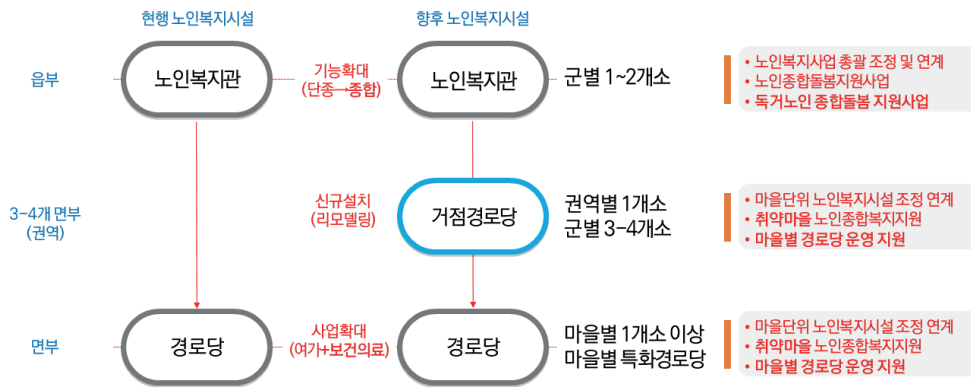 현행 노인복지시설
향후 노인복지시설
읍부
노인복지관
기능확대
(단종→종합)
노인복지관
군별 1~2개소
• 노인복지사업 총괄 조정 및 연계
• 노인종합돌봄지원사업
• 독거노인 종합돌봄 지원사업
3-4개 면부
(권역)
신규설치
(리모델링)
거점경로당
권역별 1개소
군별 3-4개소
• 마을단위 노인복지시설 조정 연계
• 취약마을 노인종합복지지원
• 마을별 경로당 운영 지원
면부
경로당
사업확대
(여가+보건의료)
경로당
마을별 1개소 이상
마을별 특화경로당
• 마을단위 노인복지시설 조정 연계
• 취약마을 노인종합복지지원
• 마을별 경로당 운영 지원